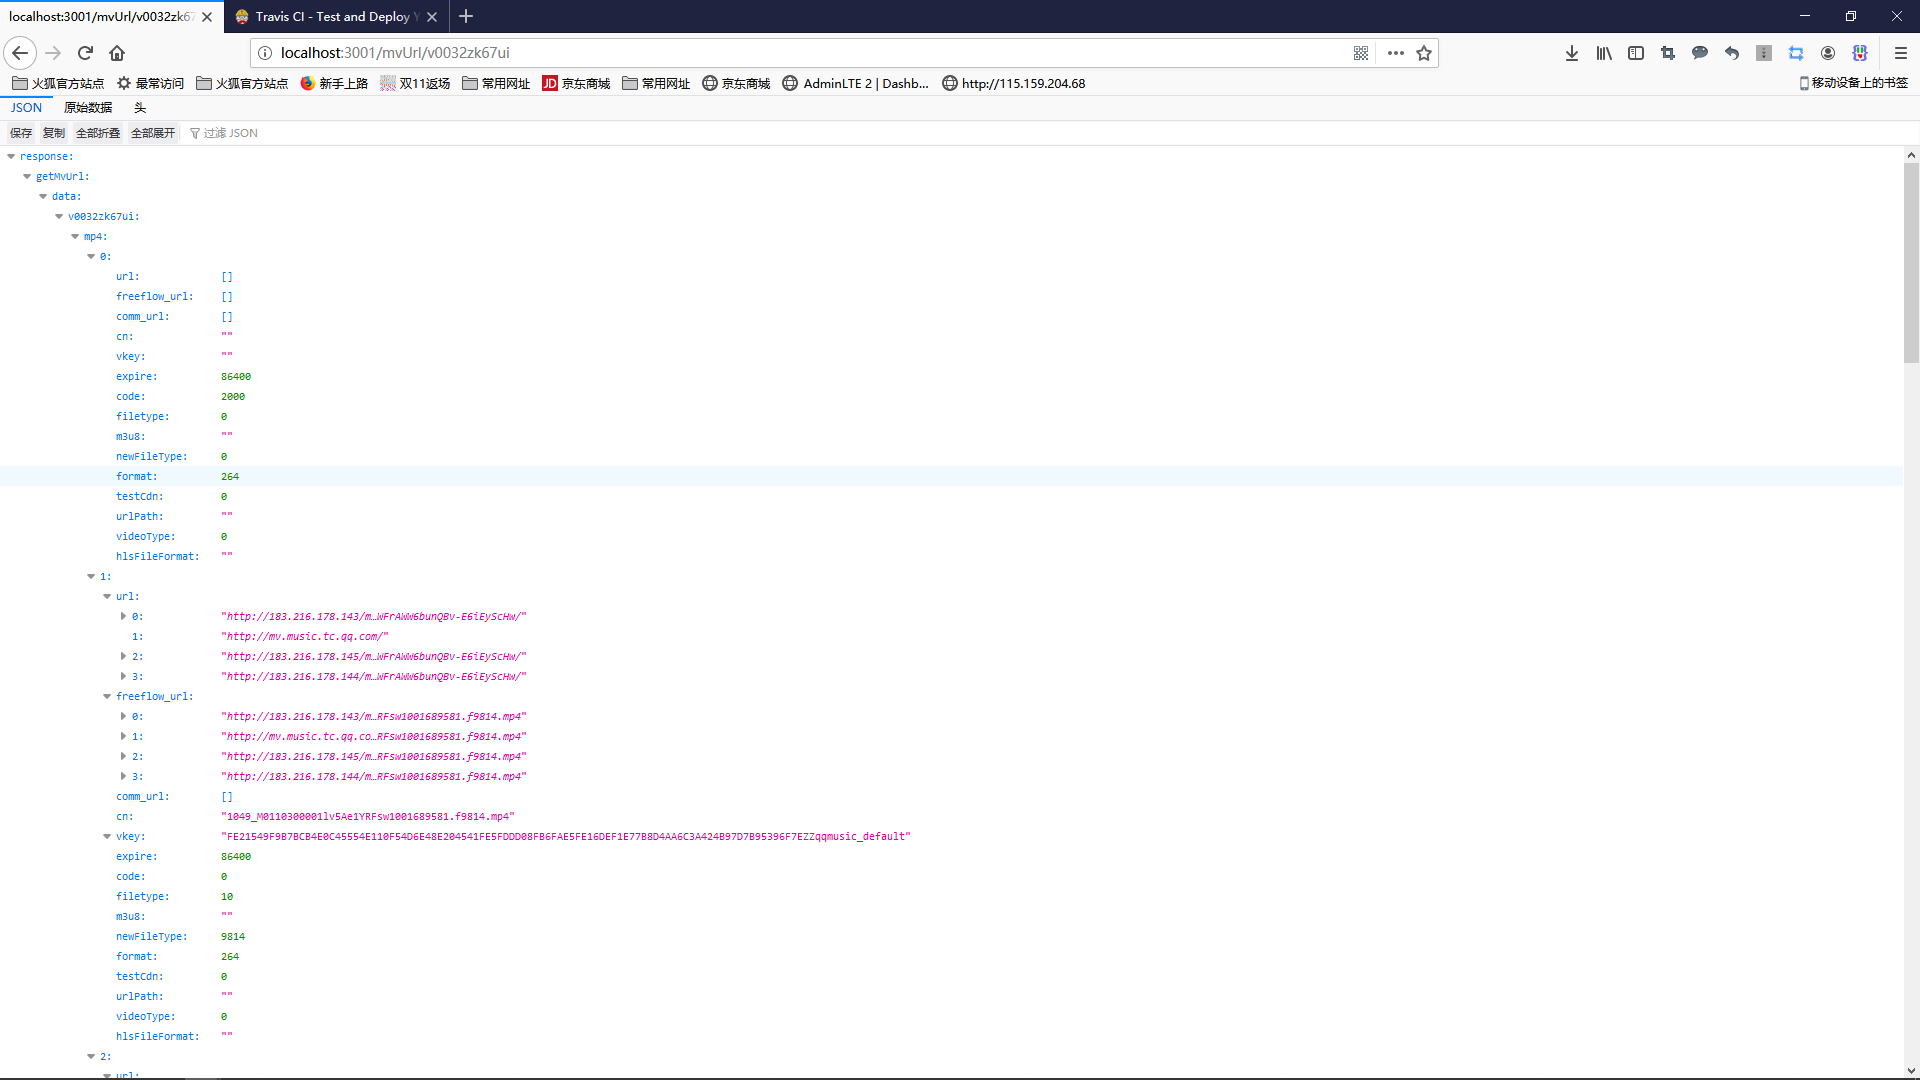 localhost:3001/mvUrl/v0032zk67
Travis CI - Test and Deploy Y
localhost:3001/mvUrl/v0032zk67ui
火狐官方站点 最常访问 火狐官方站点 新手上路 双11返场 常用网址 JD 京东商城 常用网址 京东商城 AdminLTE 2 | Dashb... http://115.159.204.68 移动设备上的书签
JSON 原始数据 头
保存 复制 全部折叠 全部展开 过滤 JSON
response:
getMvUrl:
data:
v0032zk67ui:
mp4:
0:
url: []
freeflow_url: []
comm_url: []
cn: ""
vkey: ""
expire: 86400
code: 2000
filetype: 0
m3u8: ""
newFileType: 0
format: 264
testCdn: 0
urlPath: ""
videoType: 0
hlsFileFormat: ""
1:
url:
0: "http://183.216.178.143/m…WFrAWW6bunQBv-E6iEyScHw/"
1: "http://mv.music.tc.qq.com/"
2: "http://183.216.178.145/m…WFrAWW6bunQBv-E6iEyScHw/"
3: "http://183.216.178.144/m…WFrAWW6bunQBv-E6iEyScHw/"
freeflow_url:
0: "http://183.216.178.143/m…RFsw1001689581.f9814.mp4"
1: "http://mv.music.tc.qq.co…RFsw1001689581.f9814.mp4"
2: "http://183.216.178.145/m…RFsw1001689581.f9814.mp4"
3: "http://183.216.178.144/m…RFsw1001689581.f9814.mp4"
comm_url: []
cn: "1049_M0110300001lv5Ae1YRFsw1001689581.f9814.mp4"
vkey: "FE21549F9B7BCB4E0C45554E110F54D6E48E204541FE5FDDD08FB6FAE5FE16DEF1E77B8D4AA6C3A424B97D7B95396F7EZZqqmusic_default"
expire: 86400
code: 0
filetype: 10
m3u8: ""
newFileType: 9814
format: 264
testCdn: 0
urlPath: ""
videoType: 0
hlsFileFormat: ""
2:
url: